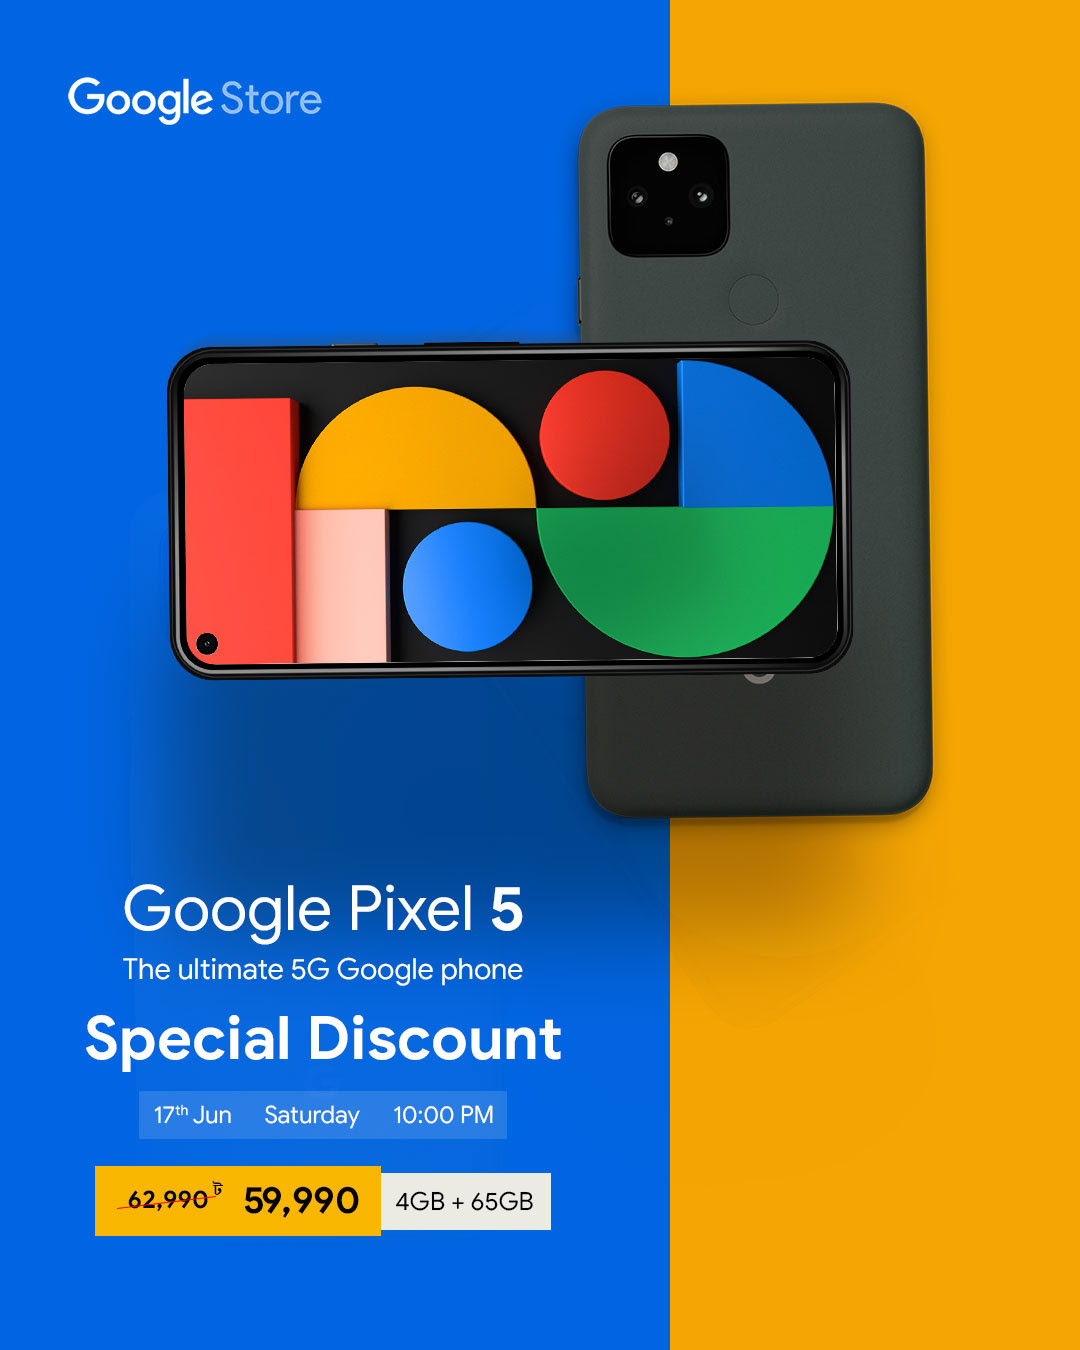 Google Store
Google Pixel 5
The ultimate 5G Google phone
Special Discount
17th Jun Saturday 10:00 PM
62,990 ৳ 59,990 4GB + 65GB